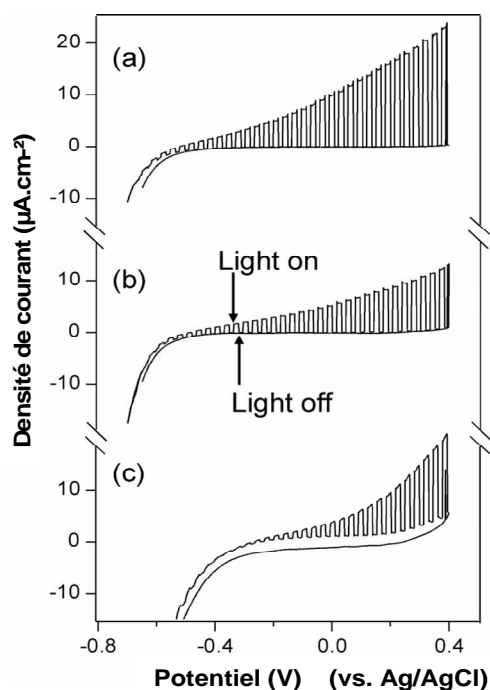 Densité de courant (µA.cm-²)
20
(a)
10
0
-10
10
(b)
Light on
0
Light off
-10
(c)
10
0
-10
-0.8
-0.4
0.0
0.4
Potentiel (V) (vs. Ag/AgCl)